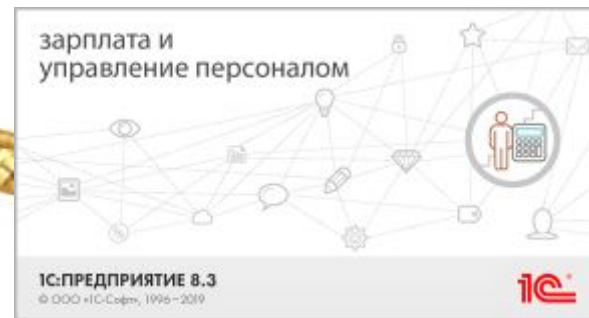 зарплата и
управление персоналом
1С:ПРЕДПРИЯТИЕ 8.3
© ООО «1С-Софт», 1996–2019
1С